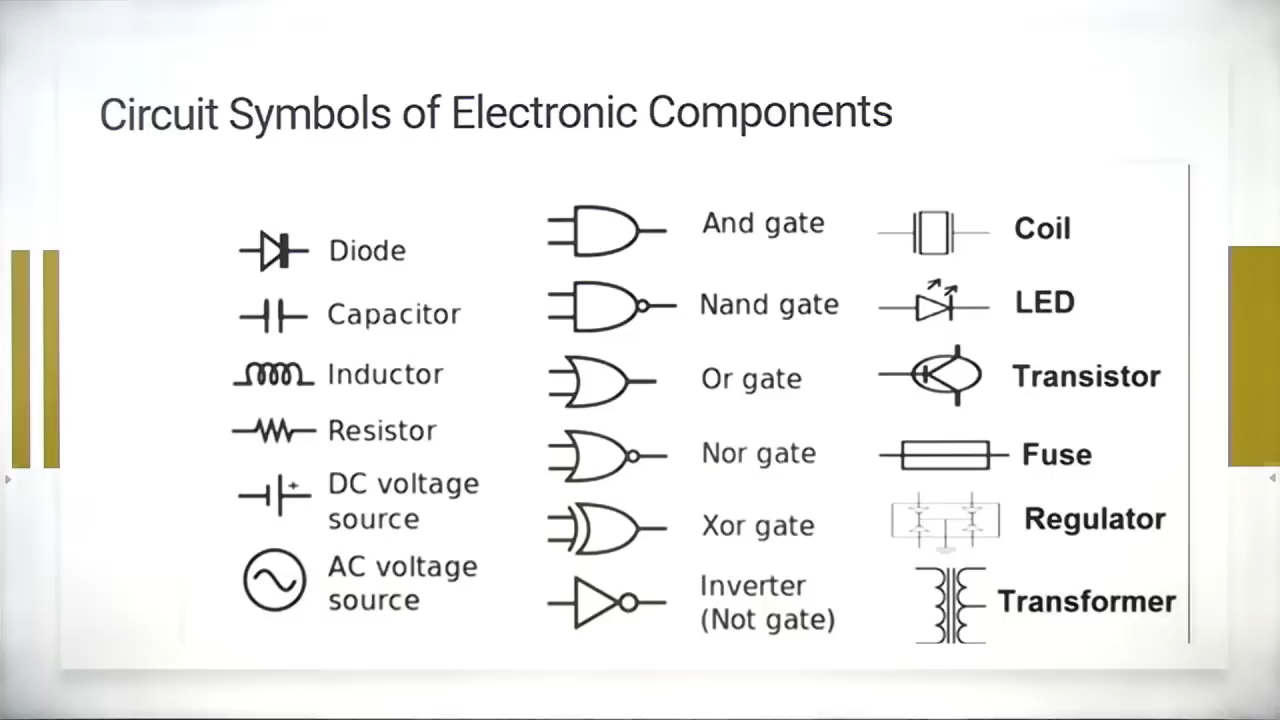 Circuit Symbols of Electronic Components
Diode
Capacitor
Inductor
Resistor
DC voltage
source
AC voltage
source
And gate
Nand gate
Or gate
Nor gate
Xor gate
Inverter
(Not gate)
Coil
LED
Transistor
Fuse
Regulator
Transformer